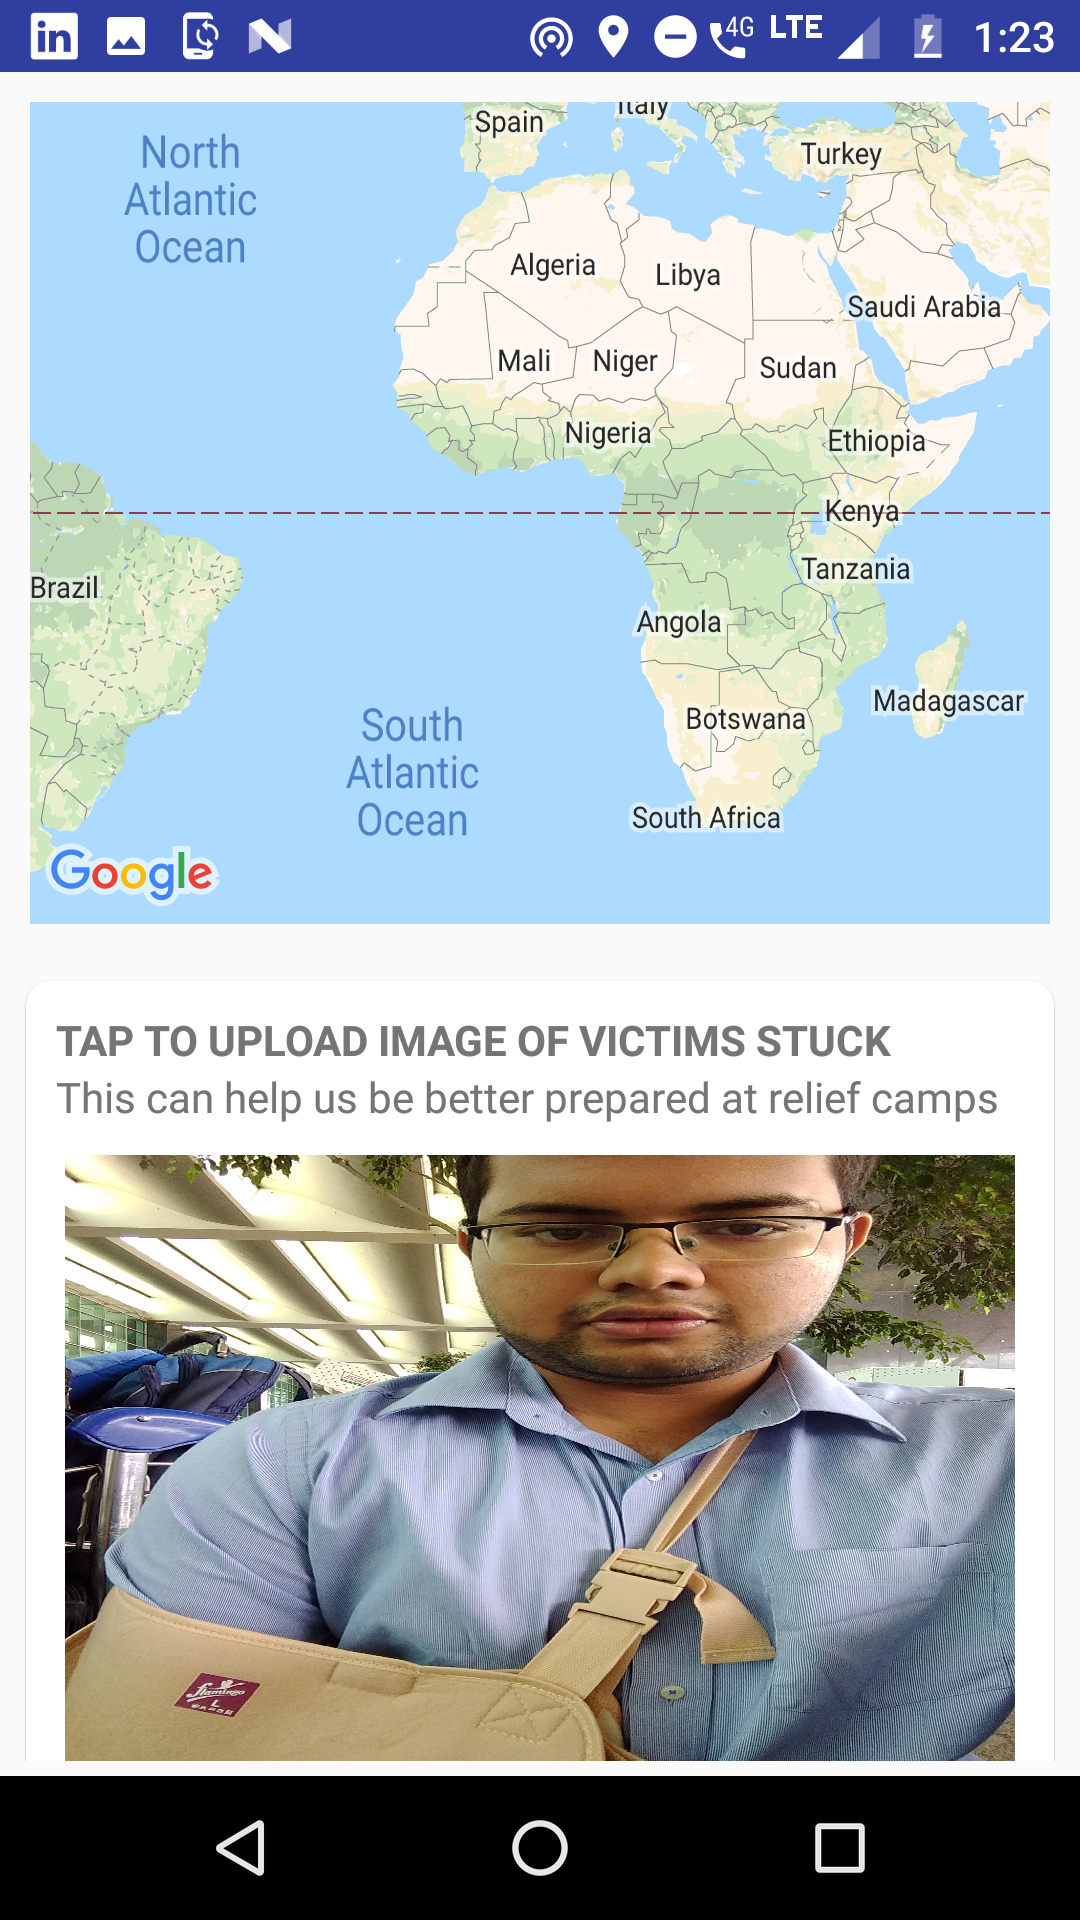 4G LTE 1:23
Italy
Spain
Turkey
North
Atlantic
Ocean
Algeria
Libya
Saudi Arabia
Mali
Niger
Sudan
Nigeria
Ethiopia
Kenya
Brazil
Tanzania
Angola
Madagascar
Botswana
South
Atlantic
Ocean
South Africa
Google
TAP TO UPLOAD IMAGE OF VICTIMS STUCK
This can help us be better prepared at relief camps
flamingo
L